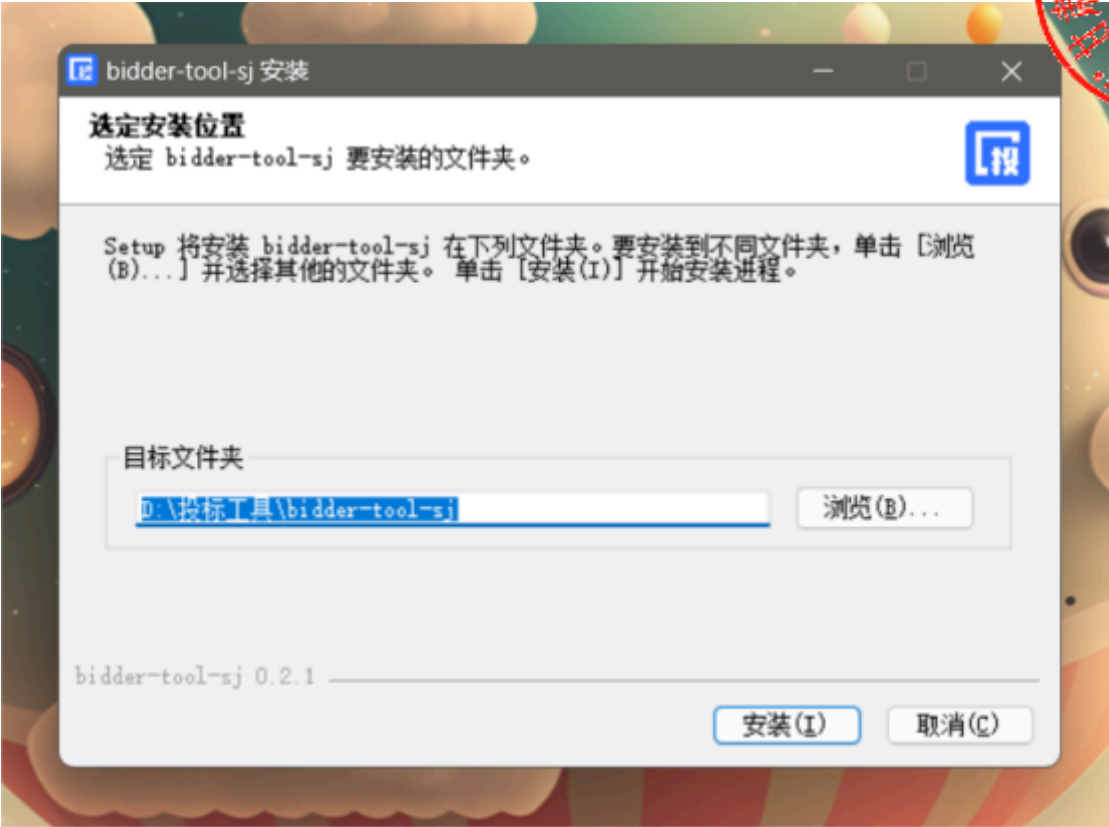 bidder-tool-sj 安装
选定安装位置
选定 bidder-tool-sj 要安装的文件夹。
投
Setup 将安装 bidder-tool-sj 在下列文件夹。要安装到不同文件夹，单击 [浏览
(B)...] 并选择其他的文件夹。 单击 [安装(I)] 开始安装进程。
目标文件夹
D:\投标工具\bidder-tool-sj
浏览(B)...
bidder-tool-sj 0.2.1
安装(I)
取消(C)